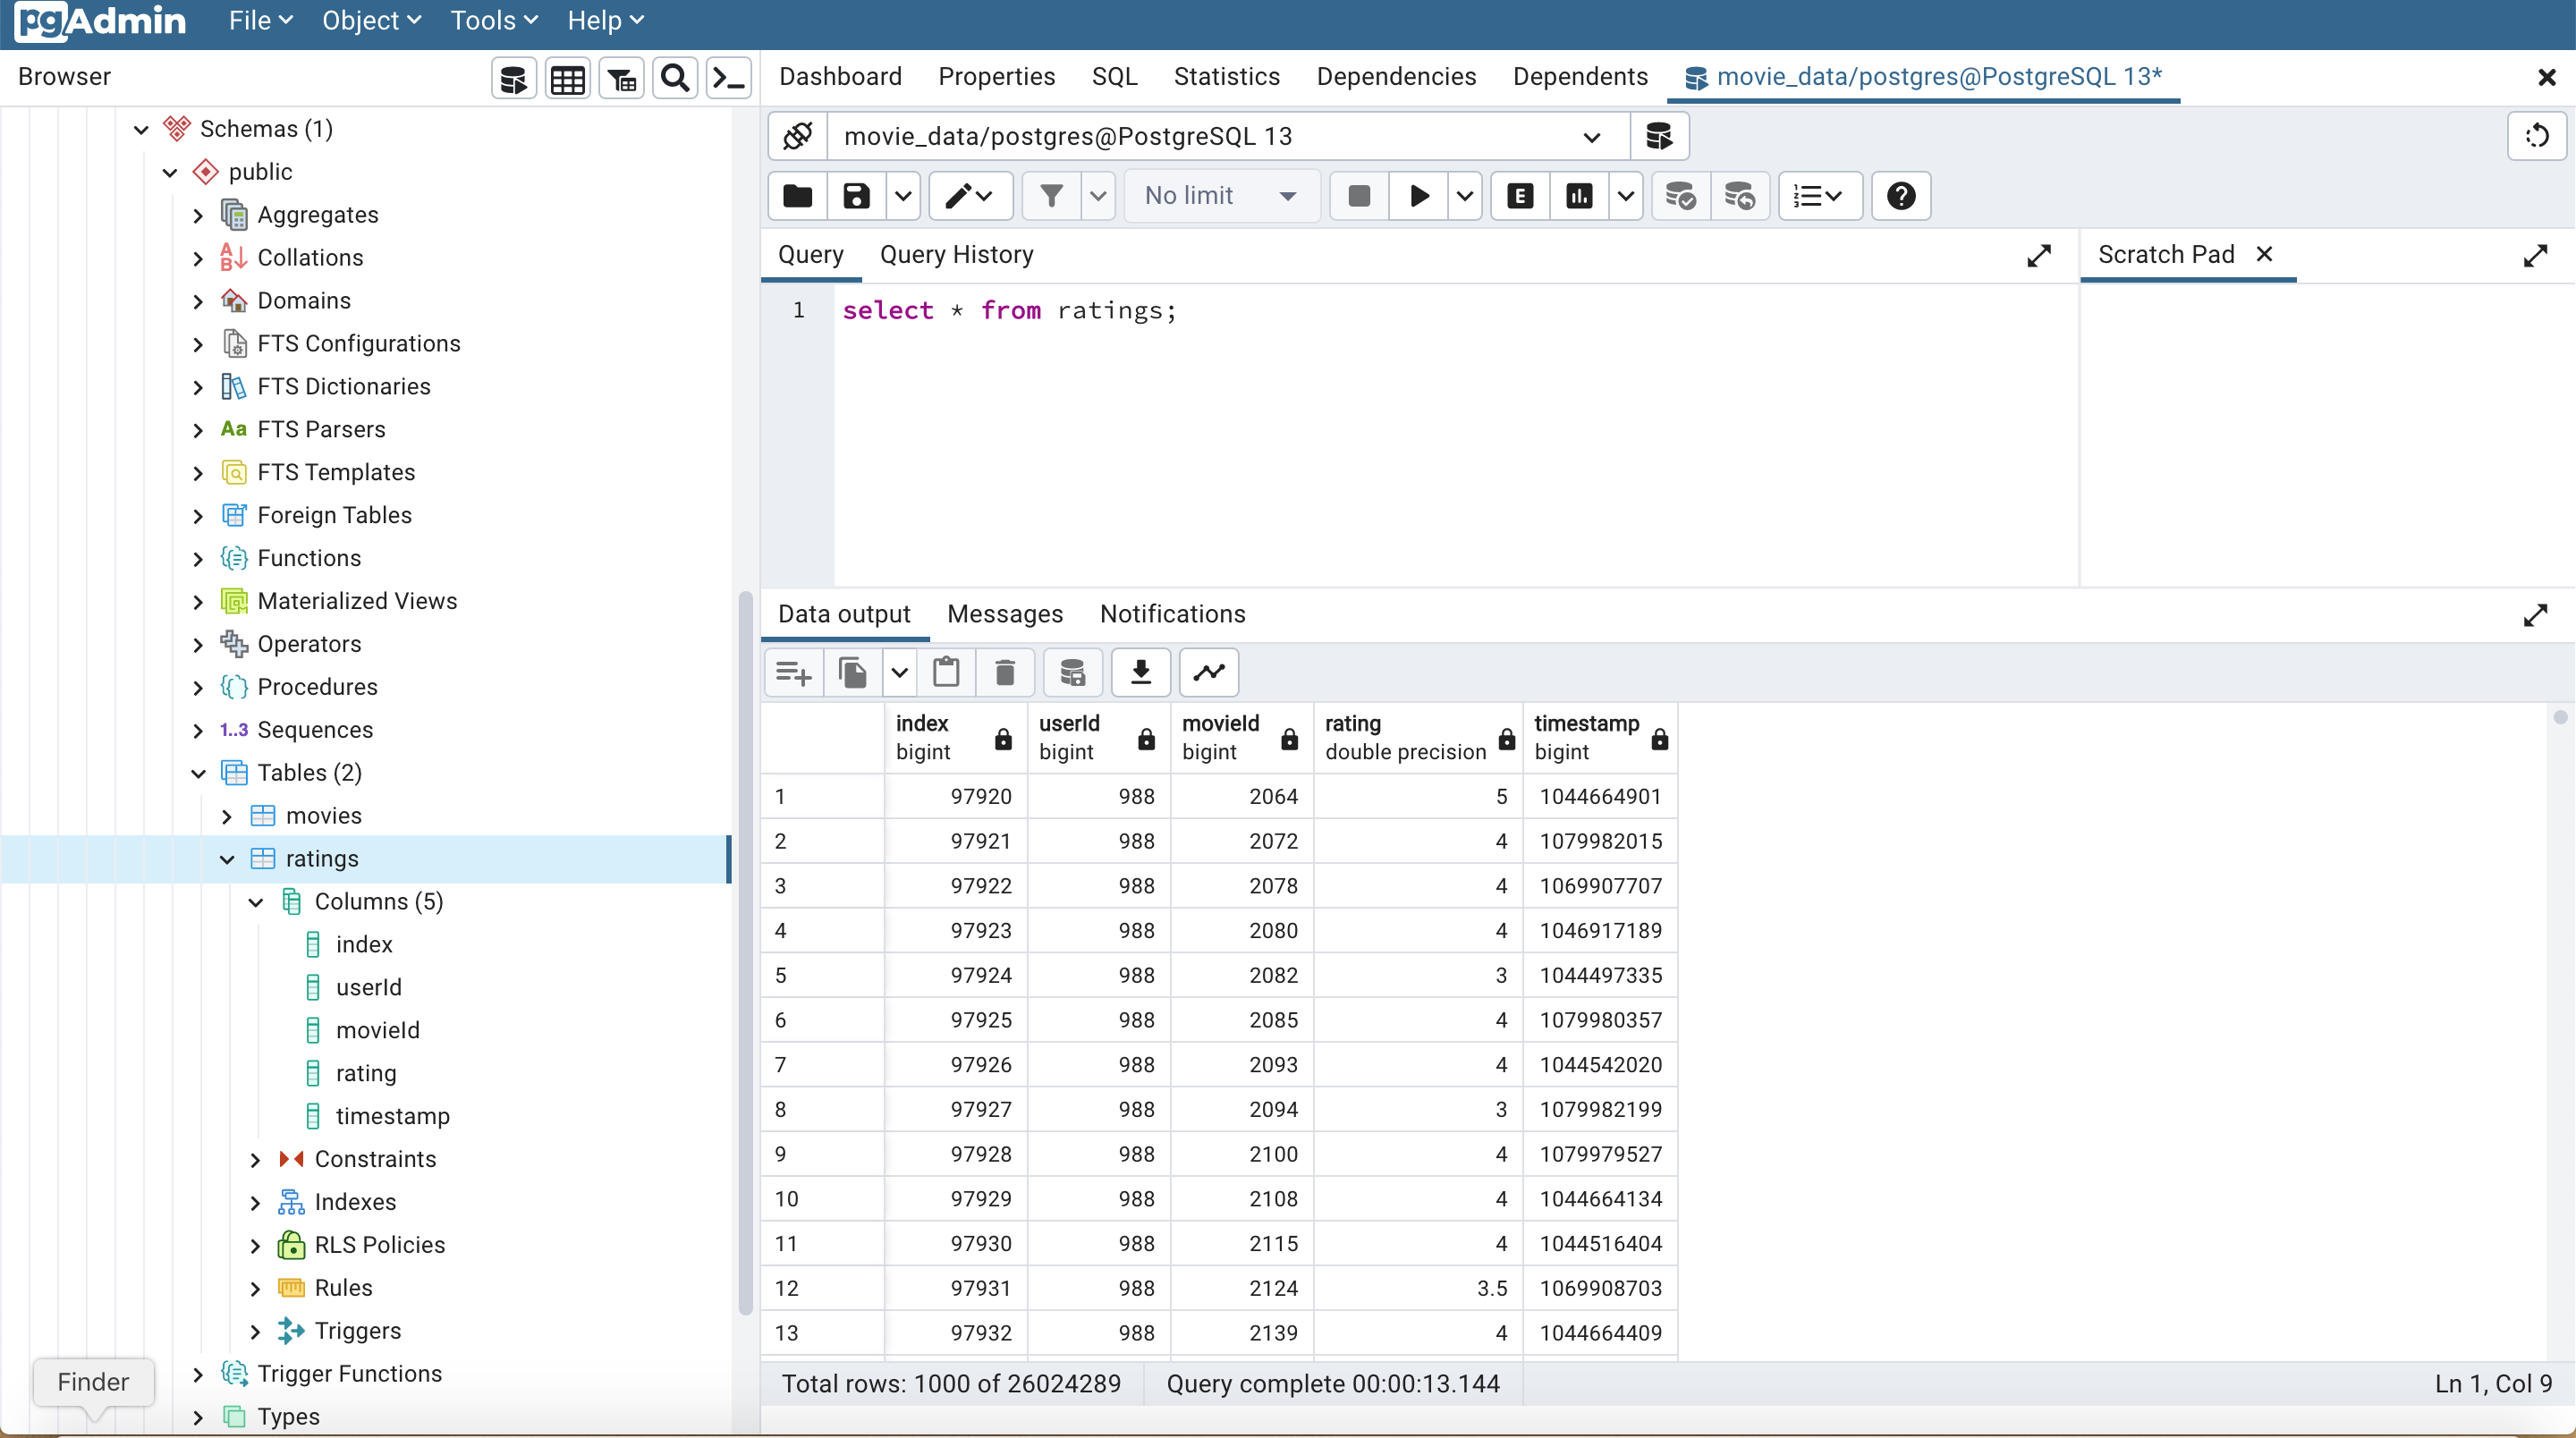 pgAdmin File Object Tools Help
Browser
Dashboard Properties SQL Statistics Dependencies Dependents movie_data/postgres@PostgreSQL 13*
Schemas (1)
public
Aggregates
Collations
Domains
FTS Configurations
FTS Dictionaries
Aa FTS Parsers
FTS Templates
Foreign Tables
Functions
Materialized Views
Operators
Procedures
1..3 Sequences
Tables (2)
movies
ratings
Columns (5)
index
userId
movieId
rating
timestamp
Constraints
Indexes
RLS Policies
Rules
Triggers
Trigger Functions
Types
Finder
movie_data/postgres@PostgreSQL 13
No limit
E
Query Query History
Scratch Pad
1 select * from ratings;
Data output Messages Notifications
index userId movieId rating timestamp
bigint bigint bigint double precision bigint
1 97920 988 2064 5 1044664901
2 97921 988 2072 4 1079982015
3 97922 988 2078 4 1069907707
4 97923 988 2080 4 1046917189
5 97924 988 2082 3 1044497335
6 97925 988 2085 4 1079980357
7 97926 988 2093 4 1044542020
8 97927 988 2094 3 1079982199
9 97928 988 2100 4 1079979527
10 97929 988 2108 4 1044664134
11 97930 988 2115 4 1044516404
12 97931 988 2124 3.5 1069908703
13 97932 988 2139 4 1044664409
Total rows: 1000 of 26024289 Query complete 00:00:13.144 Ln 1, Col 9